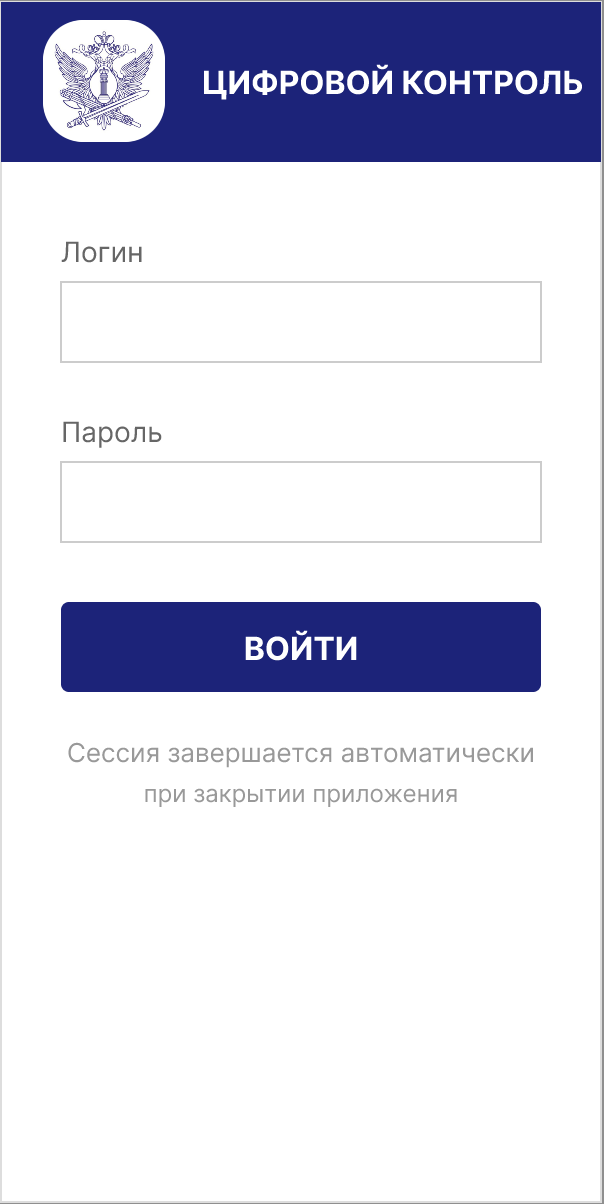 ЦИФРОВОЙ КОНТРОЛЬ
Логин
Пароль
ВОЙТИ
Сессия завершается автоматически
при закрытии приложения